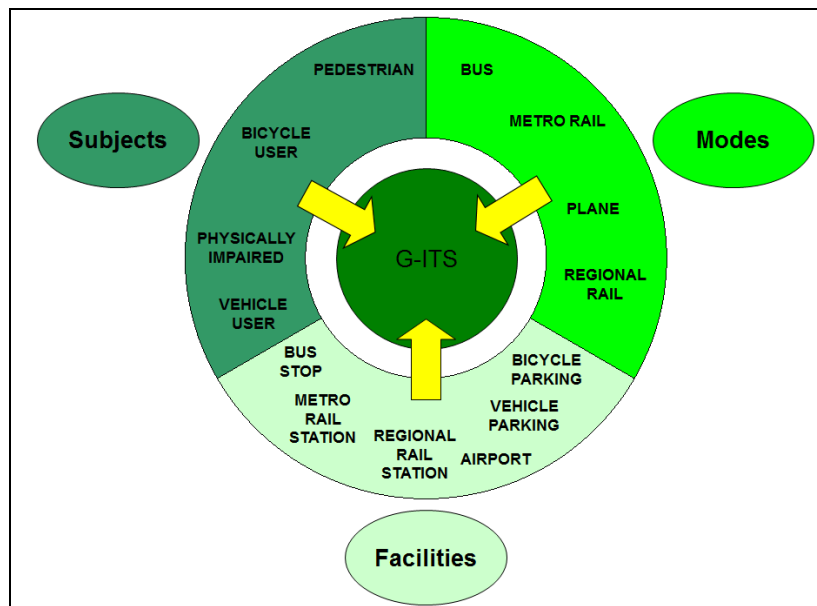 Subjects
PEDESTRIAN
BICYCLE
USER
PHYSICALLY
IMPAIRED
VEHICLE
USER
BUS
METRO RAIL
PLANE
REGIONAL
RAIL
Modes
G-ITS
BUS
STOP
METRO
RAIL
STATION
REGIONAL
RAIL
STATION
AIRPORT
VEHICLE
PARKING
BICYCLE
PARKING
Facilities